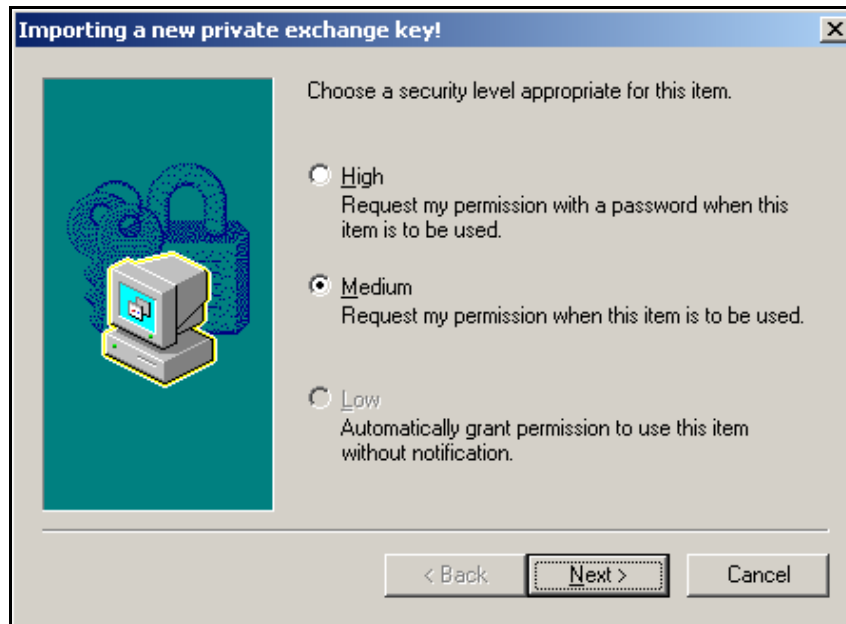 Importing a new private exchange key!
Choose a security level appropriate for this item.
High
Request my permission with a password when this
item is to be used.
Medium
Request my permission when this item is to be used.
Low
Automatically grant permission to use this item
without notification.
< Back
Next >
Cancel